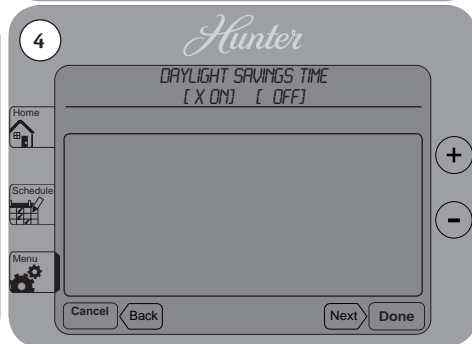 4
Hunter
DAYLIGHT SAVINGS TIME
[ X ON] [ OFF]
Home
+
Schedule
-
Menu
Cancel Back Next Done